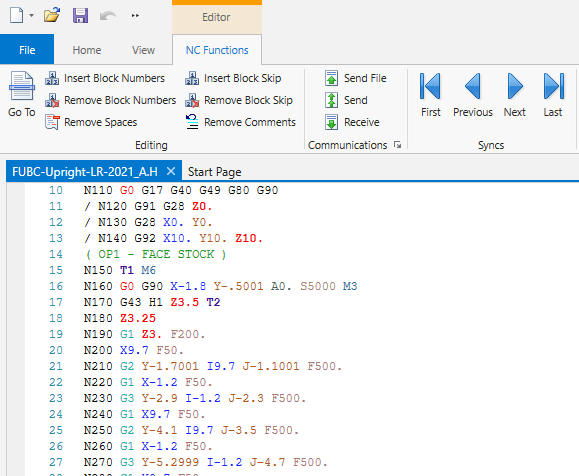 Editor
File Home View NC Functions
Go To
Insert Block Numbers
Remove Block Numbers
Remove Spaces
Insert Block Skip
Remove Block Skip
Remove Comments
Editing
Send File
Send
Receive
Communications
First Previous Next Last
Syncs
FUBC-Upright-LR-2021_A.H Start Page
10 N110 G0 G17 G40 G49 G80 G90
11 / N120 G91 G28 Z0.
12 / N130 G28 X0. Y0.
13 / N140 G92 X10. Y10. Z10.
14 ( OP1 - FACE STOCK )
15 N150 T1 M6
16 N160 G0 G90 X-1.8 Y-.5001 A0. S5000 M3
17 N170 G43 H1 Z3.5 T2
18 N180 Z3.25
19 N190 G1 Z3. F200.
20 N200 X9.7 F50.
21 N210 G2 Y-1.7001 I9.7 J-1.1001 F500.
22 N220 G1 X-1.2 F50.
23 N230 G3 Y-2.9 I-1.2 J-2.3 F500.
24 N240 G1 X9.7 F50.
25 N250 G2 Y-4.1 I9.7 J-3.5 F500.
26 N260 G1 X-1.2 F50.
27 N270 G3 Y-5.2999 I-1.2 J-4.7 F500.